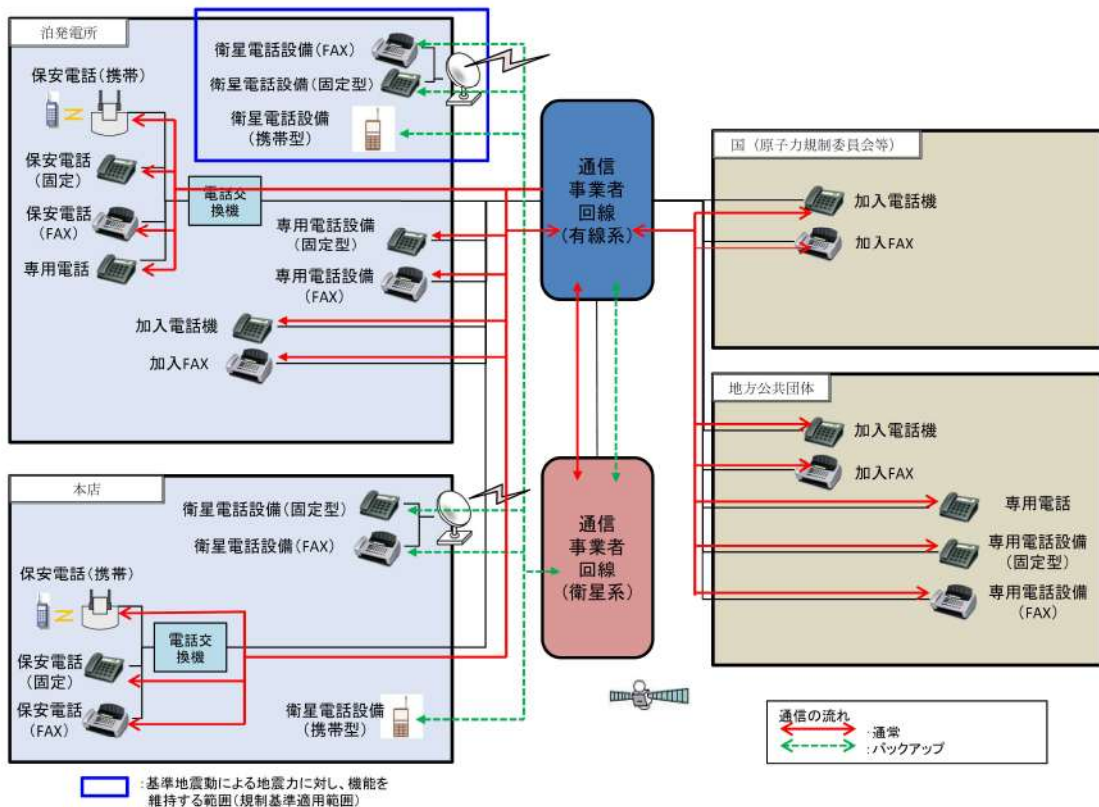 泊発電所
衛星電話設備(FAX)
衛星電話設備(固定型)
衛星電話設備
(携帯型)
保安電話(携帯)
保安電話
(固定)
保安電話
(FAX)
専用電話
電話交
換機
専用電話設備
(固定型)
専用電話設備
(FAX)
加入電話機
加入FAX
通信
事業者
回線
(有線系)
国（原子力規制委員会等）
加入電話機
加入FAX
地方公共団体
加入電話機
加入FAX
専用電話
専用電話設備
(固定型)
専用電話設備
(FAX)
本店
衛星電話設備(固定型)
衛星電話設備(FAX)
保安電話(携帯)
保安電話
(固定)
保安電話
(FAX)
電話交
換機
衛星電話設備
(携帯型)
通信
事業者
回線
(衛星系)
通信の流れ
:通常
:バックアップ
:基準地震動による地震力に対し、機能を
維持する範囲(規制基準適用範囲)